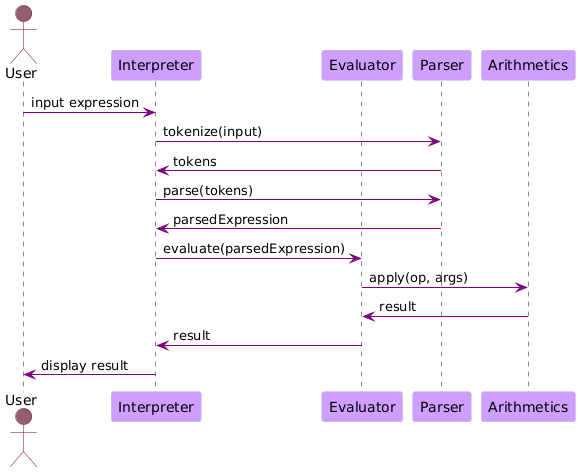 User
Interpreter
Evaluator
Parser
Arithmetics
input expression
tokenize(input)
tokens
parse(tokens)
parsedExpression
evaluate(parsedExpression)
apply(op, args)
result
result
display result
User
Interpreter
Evaluator
Parser
Arithmetics